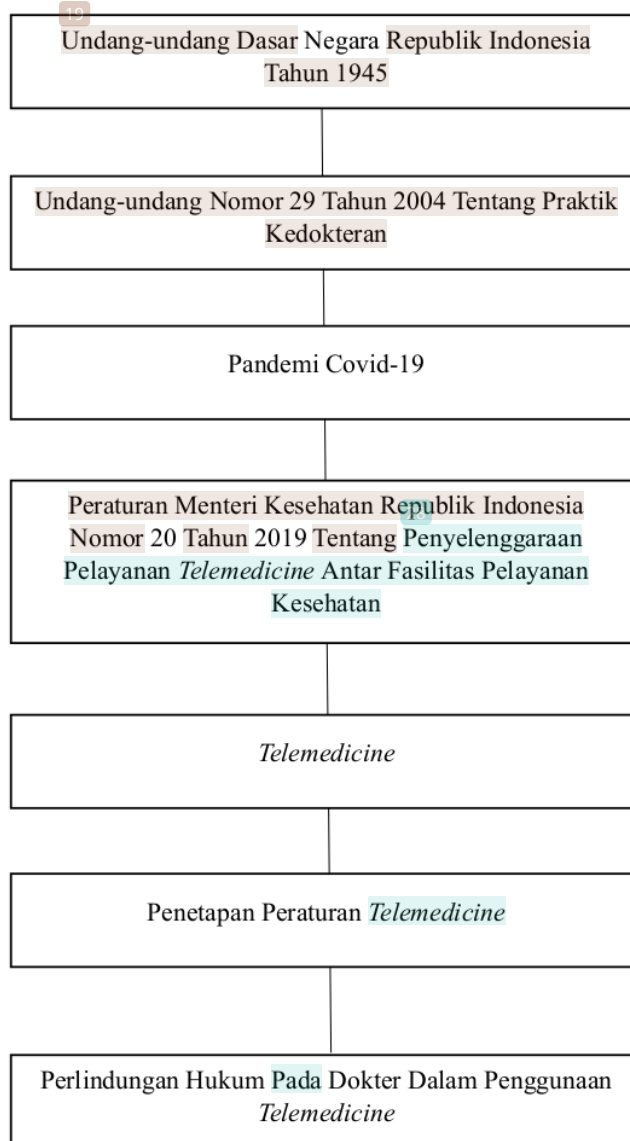 19
Undang-undang Dasar Negara Republik Indonesia
Tahun 1945
Undang-undang Nomor 29 Tahun 2004 Tentang Praktik
Kedokteran
Pandemi Covid-19
Peraturan Menteri Kesehatan Republik Indonesia
Nomor 20 Tahun 2019 Tentang Penyelenggaraan
Pelayanan Telemedicine Antar Fasilitas Pelayanan
Kesehatan
Telemedicine
Penetapan Peraturan Telemedicine
Perlindungan Hukum Pada Dokter Dalam Penggunaan
Telemedicine